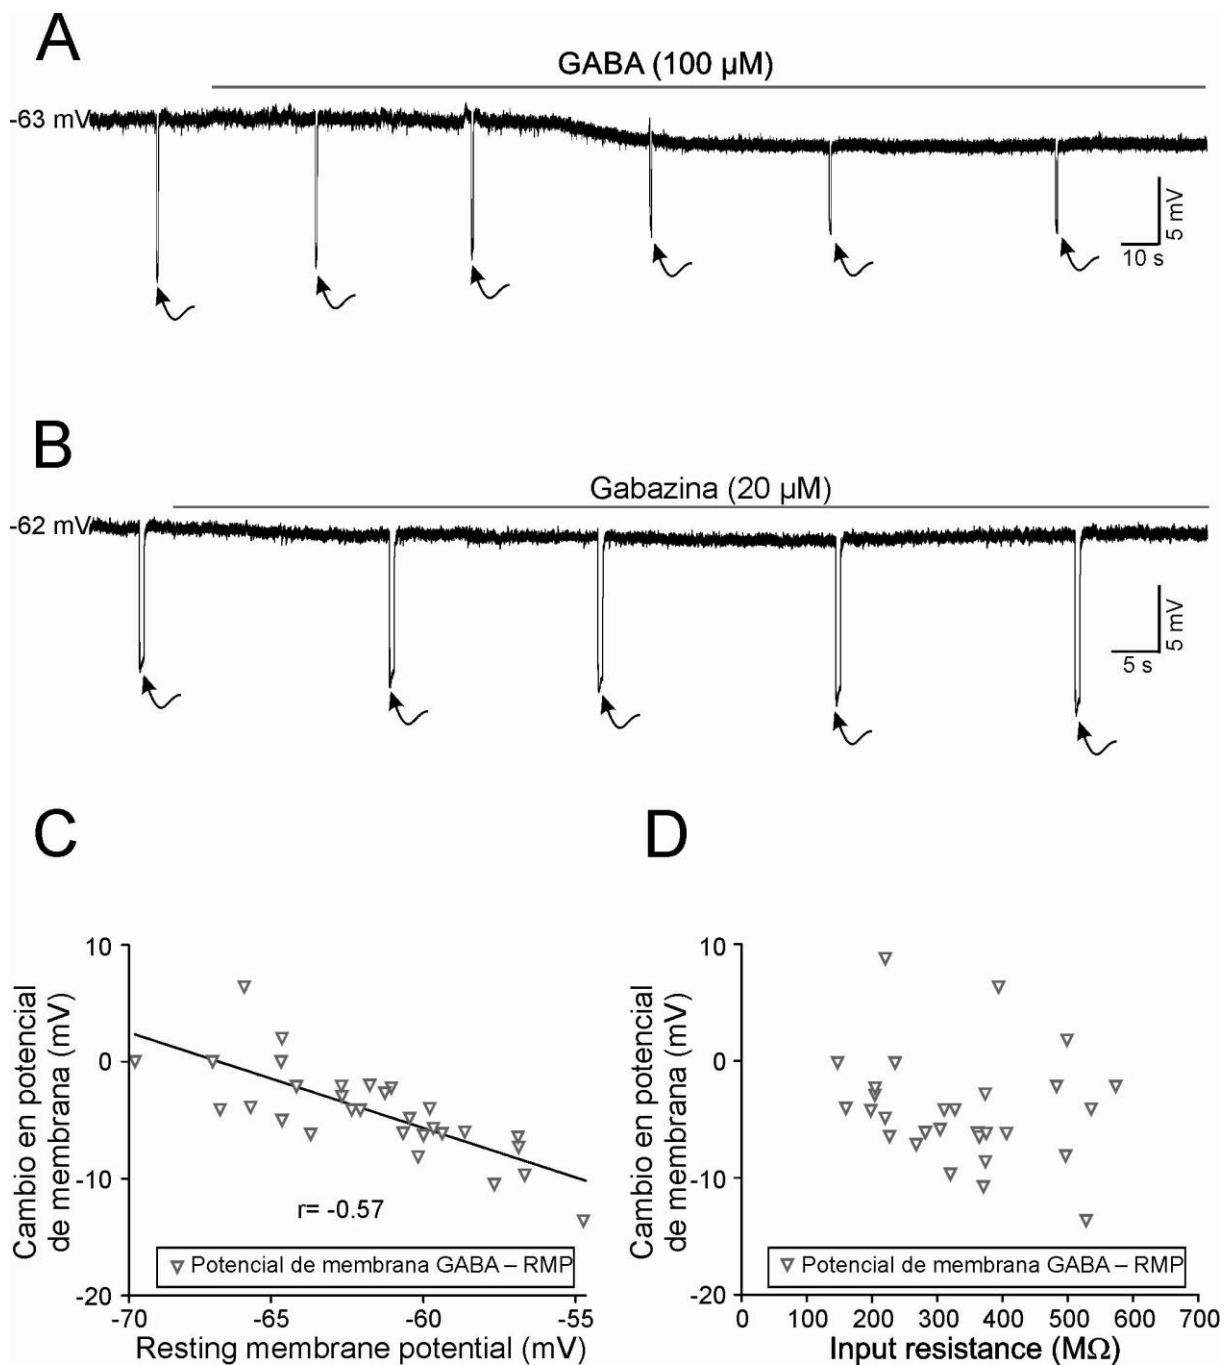 A
GABA (100 µM)
-63 mV
5 mV
10 s
B
Gabazina (20 µM)
-62 mV
5 mV
5 s
C
Cambio en potencial
de membrana (mV)
10
0
-10
-20
r= -0.57
Potencial de membrana GABA – RMP
-70
-65
-60
-55
Resting membrane potential (mV)
D
Cambio en potencial
de membrana (mV)
10
0
-10
-20
Potencial de membrana GABA – RMP
0
100
200
300
400
500
600
700
Input resistance (MΩ)